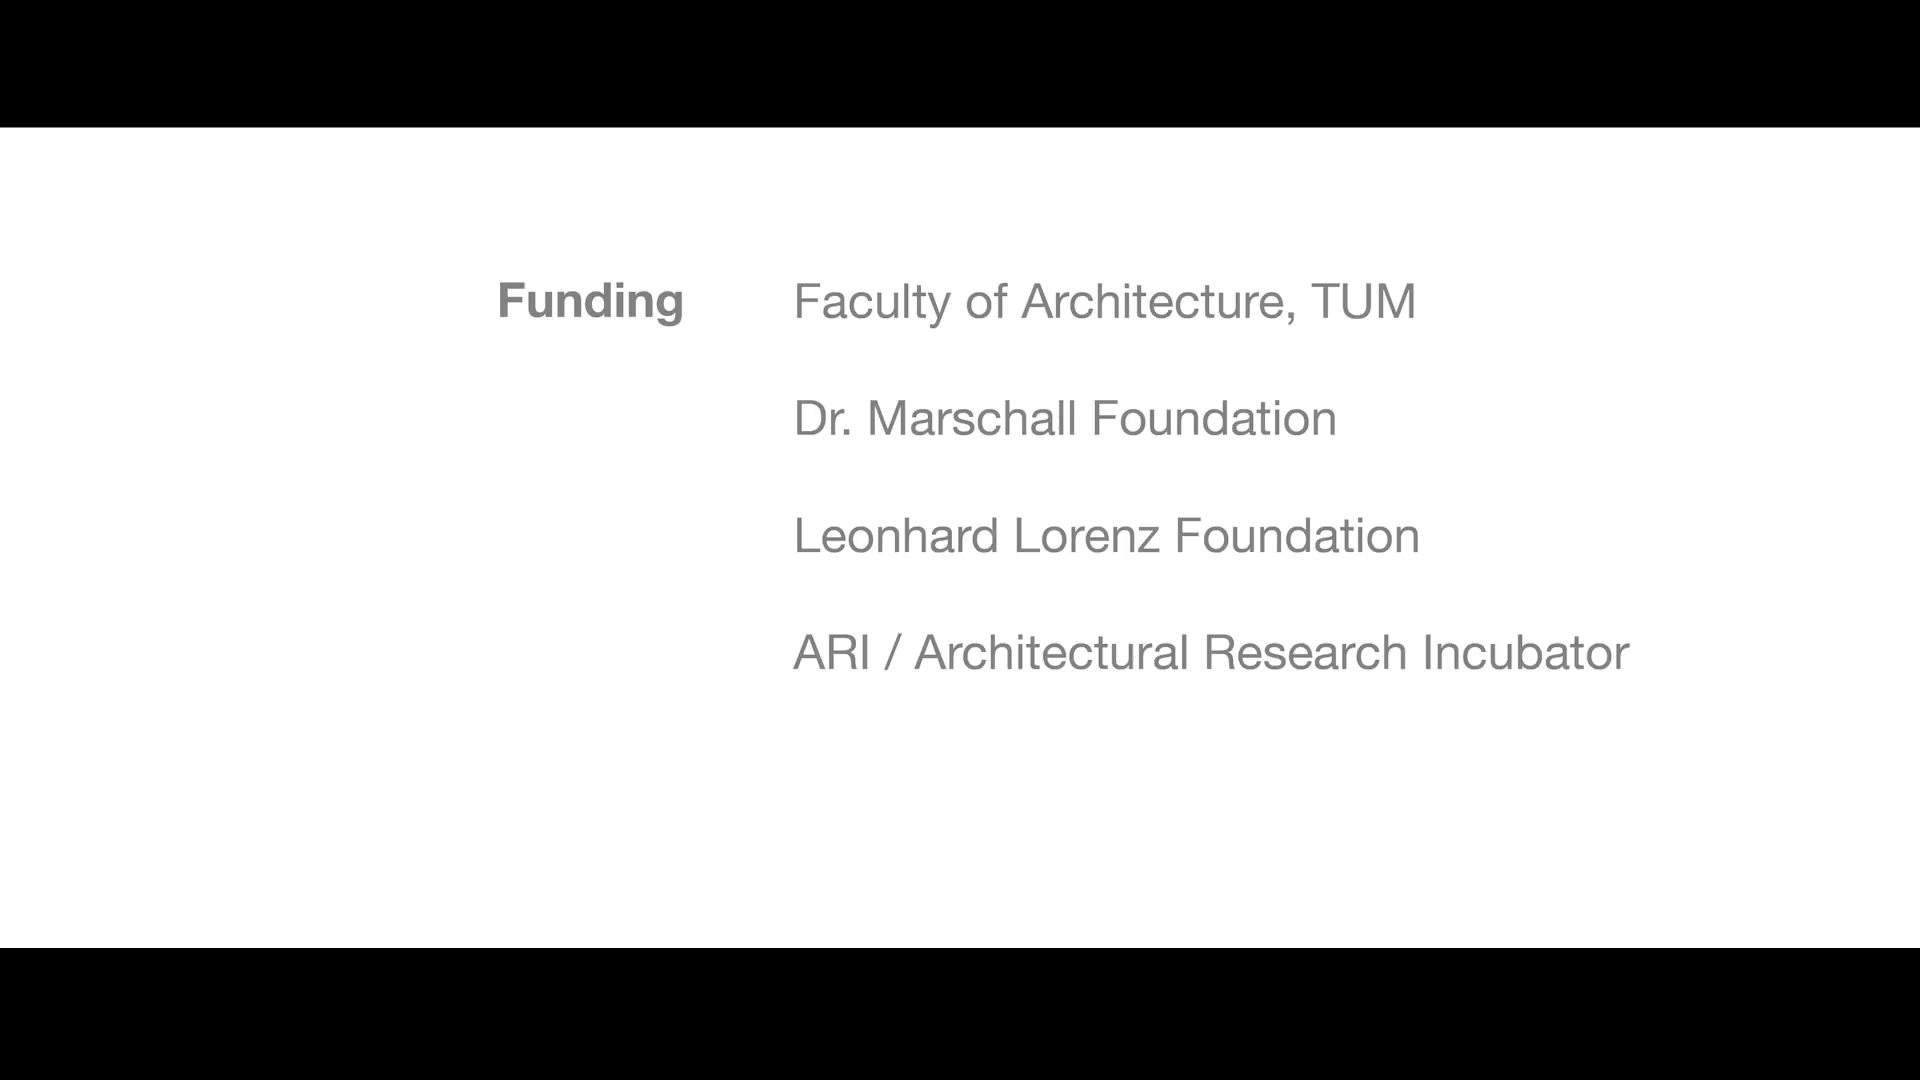 Funding Faculty of Architecture, TUM
Dr. Marschall Foundation
Leonhard Lorenz Foundation
ARI / Architectural Research Incubator